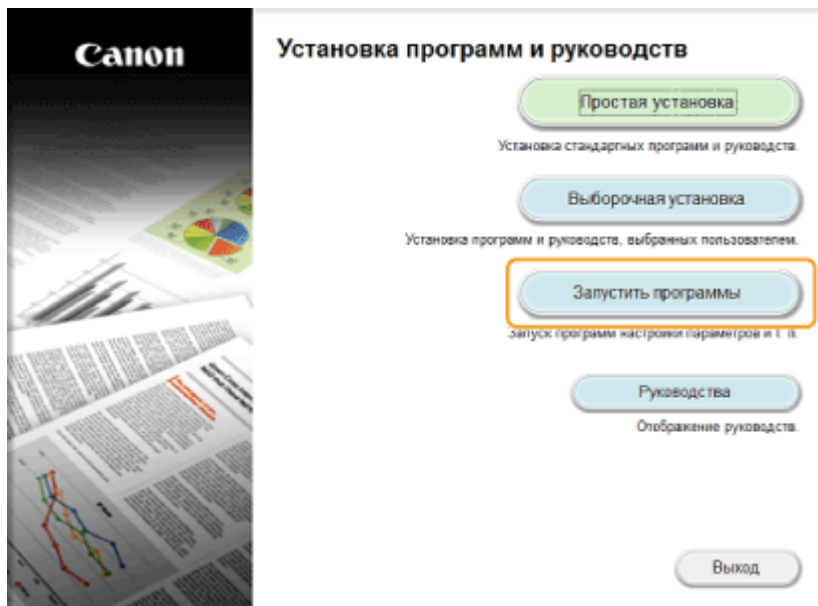 Canon
Установка программ и руководств
Простая установка
Установка стандартных программ и руководств.
Выборочная установка
Установка программ и руководств, выбранных пользователем.
Запустить программы
Запуск программ настройки параметров и т. п.
Руководства
Отображение руководств.
Выход